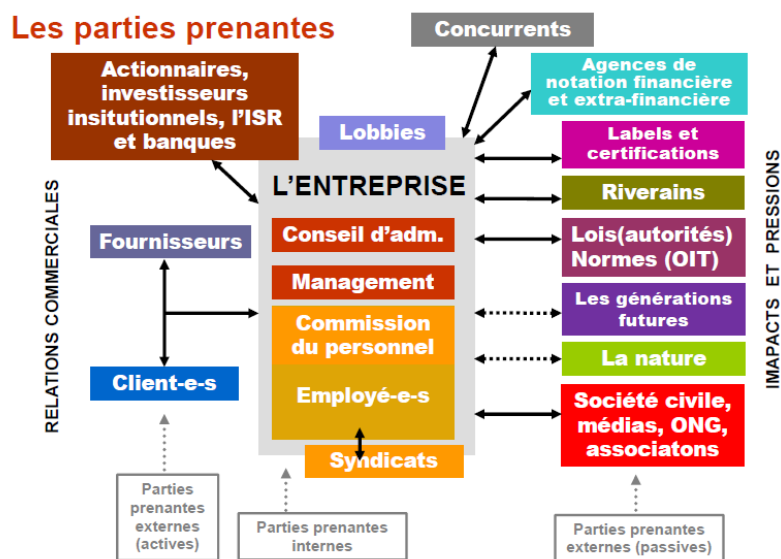 Les parties prenantes
Concurrents
Actionnaires,
investisseurs
insitutionnels, l’ISR
et banques
Agences de
notation financière
et extra-financière
Lobbies
Labels et
certifications
L’ENTREPRISE
Riverains
RELATIONS COMMERCIALES
Fournisseurs
Conseil d’adm.
Lois(autorités)
Normes (OIT)
IMAPACTS ET PRESSIONS
Management
Les générations
futures
Commission
du personnel
La nature
Client-e-s
Employé-e-s
Société civile,
médias, ONG,
associatons
Syndicats
Parties
prenantes
externes
(actives)
Parties prenantes
internes
Parties prenantes
externes (passives)